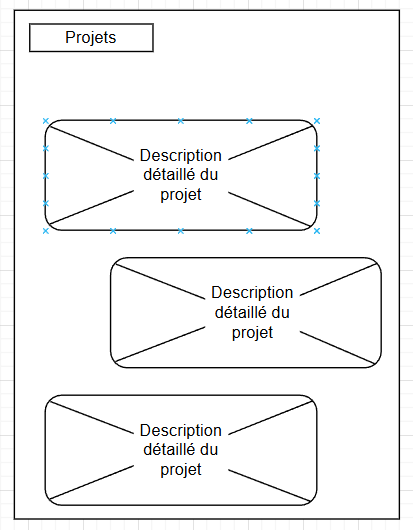 Projets
Description
détaillé du
projet
Description
détaillé du
projet
Description
détaillé du
projet